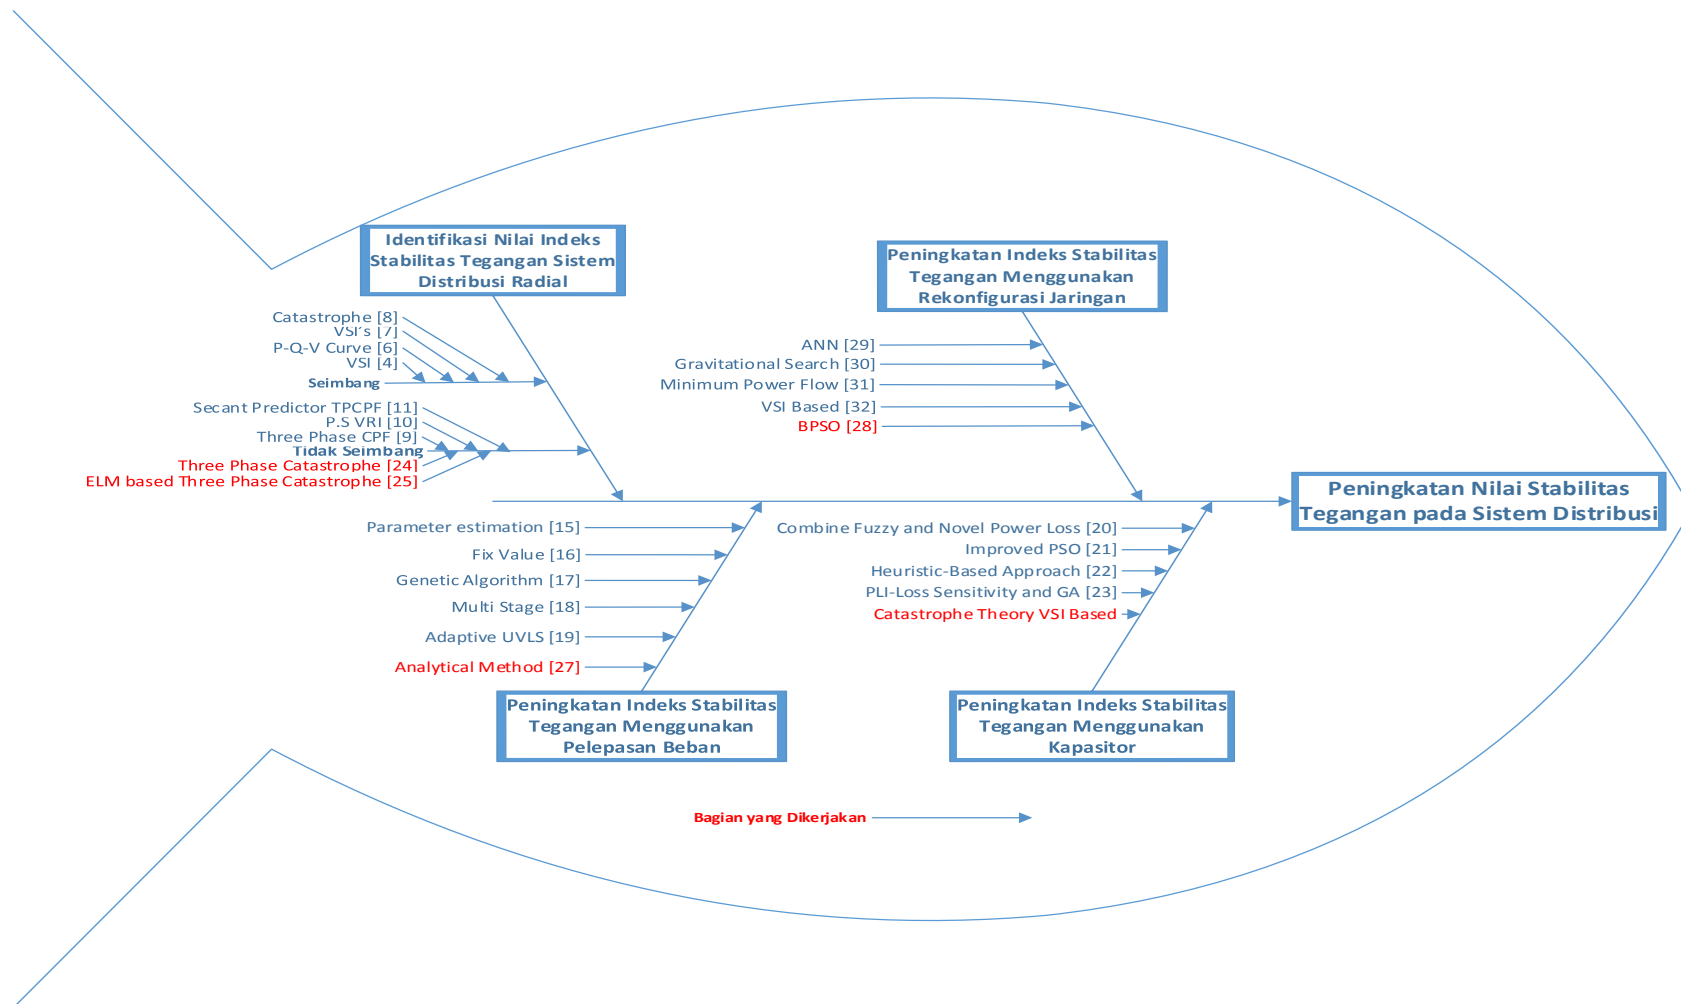 Identifikasi Nilai Indeks
Stabilitas Tegangan Sistem
Distribusi Radial
Catastrophe [8]
VSI's [7]
P-Q-V Curve [6]
VSI [4]
Seimbang
Secant Predictor TPCPF [11]
P.S VRI [10]
Three Phase CPF [9]
Tidak Seimbang
Three Phase Catastrophe [24]
ELM based Three Phase Catastrophe [25]
Peningkatan Indeks Stabilitas
Tegangan Menggunakan
Rekonfigurasi Jaringan
ANN [29]
Gravitational Search [30]
Minimum Power Flow [31]
VSI Based [32]
BPSO [28]
Peningkatan Nilai Stabilitas
Tegangan pada Sistem Distribusi
Parameter estimation [15]
Fix Value [16]
Genetic Algorithm [17]
Multi Stage [18]
Adaptive UVLS [19]
Analytical Method [27]
Peningkatan Indeks Stabilitas
Tegangan Menggunakan
Pelepasan Beban
Combine Fuzzy and Novel Power Loss [20]
Improved PSO [21]
Heuristic-Based Approach [22]
PLI-Loss Sensitivity and GA [23]
Catastrophe Theory VSI Based
Peningkatan Indeks Stabilitas
Tegangan Menggunakan
Kapasitor
Bagian yang Dikerjakan